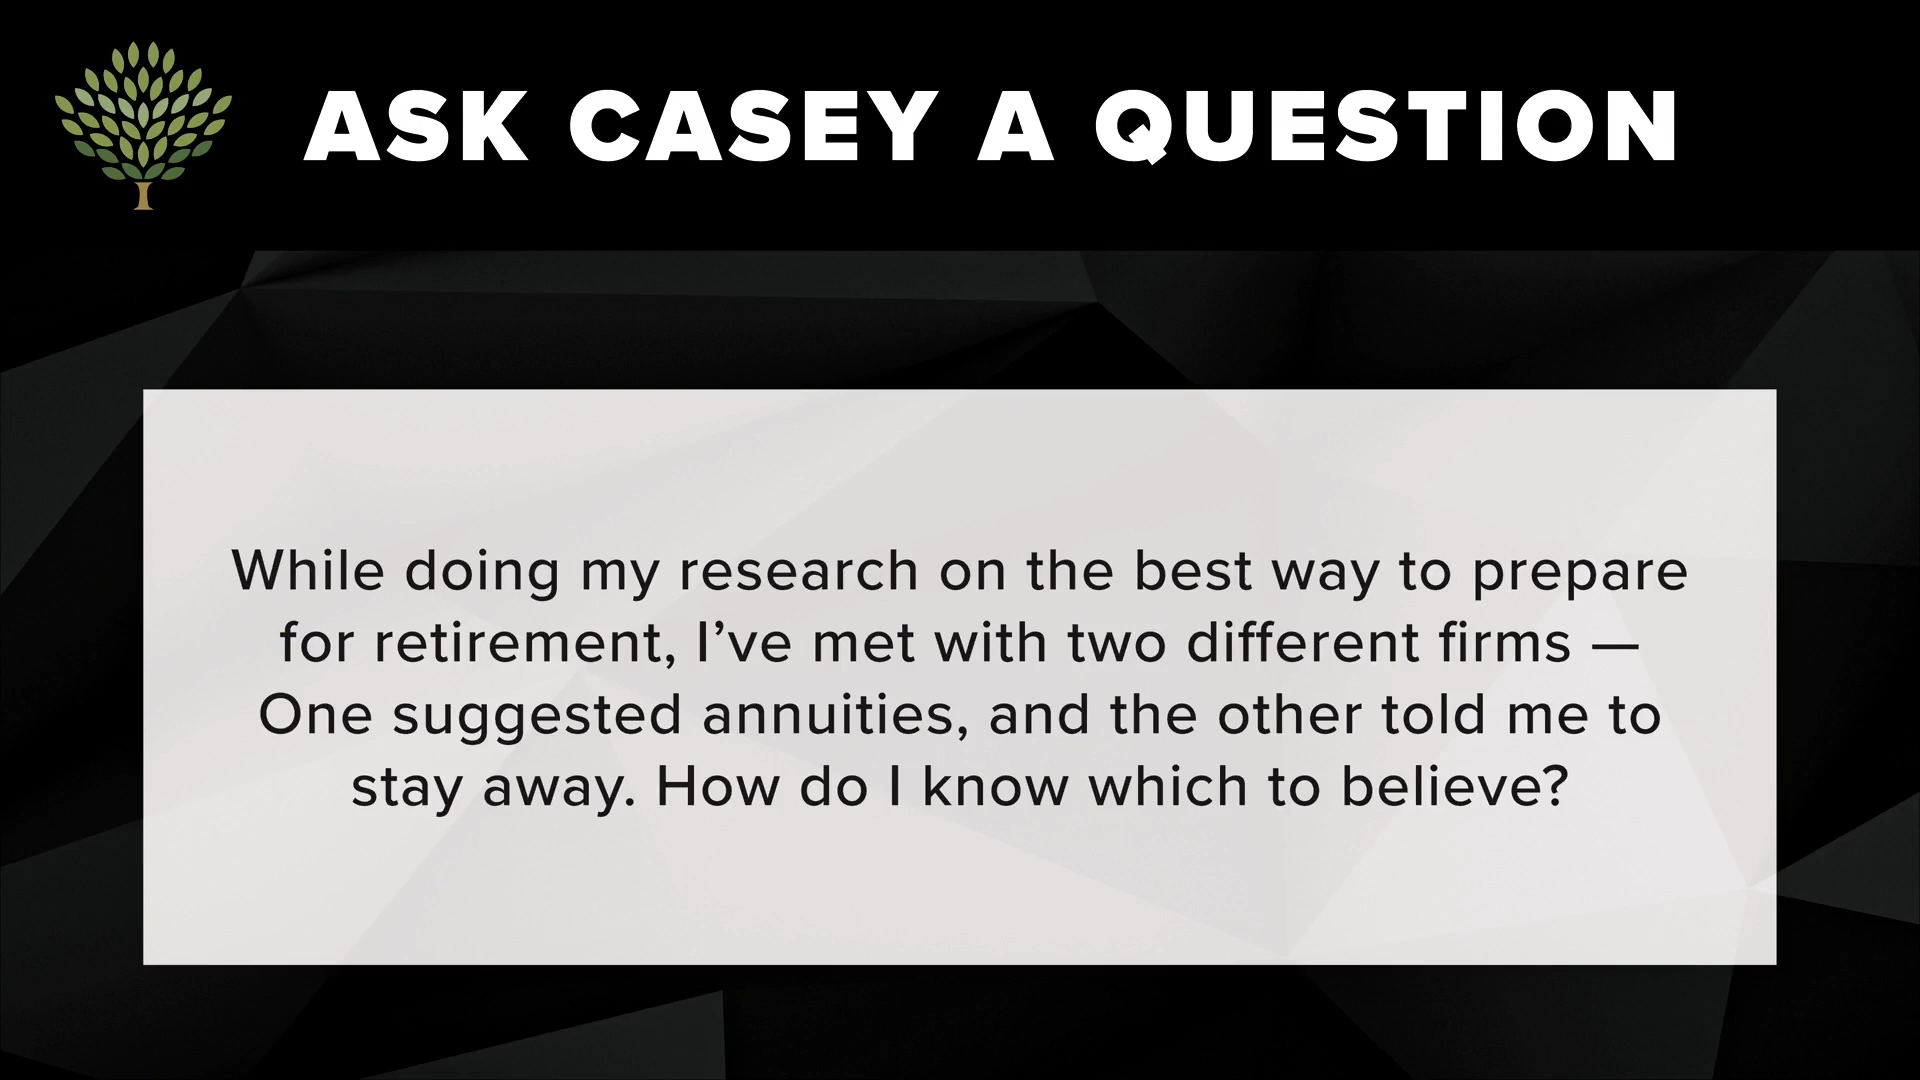 ASK CASEY A QUESTION
While doing my research on the best way to prepare
for retirement, I’ve met with two different firms —
One suggested annuities, and the other told me to
stay away. How do I know which to believe?